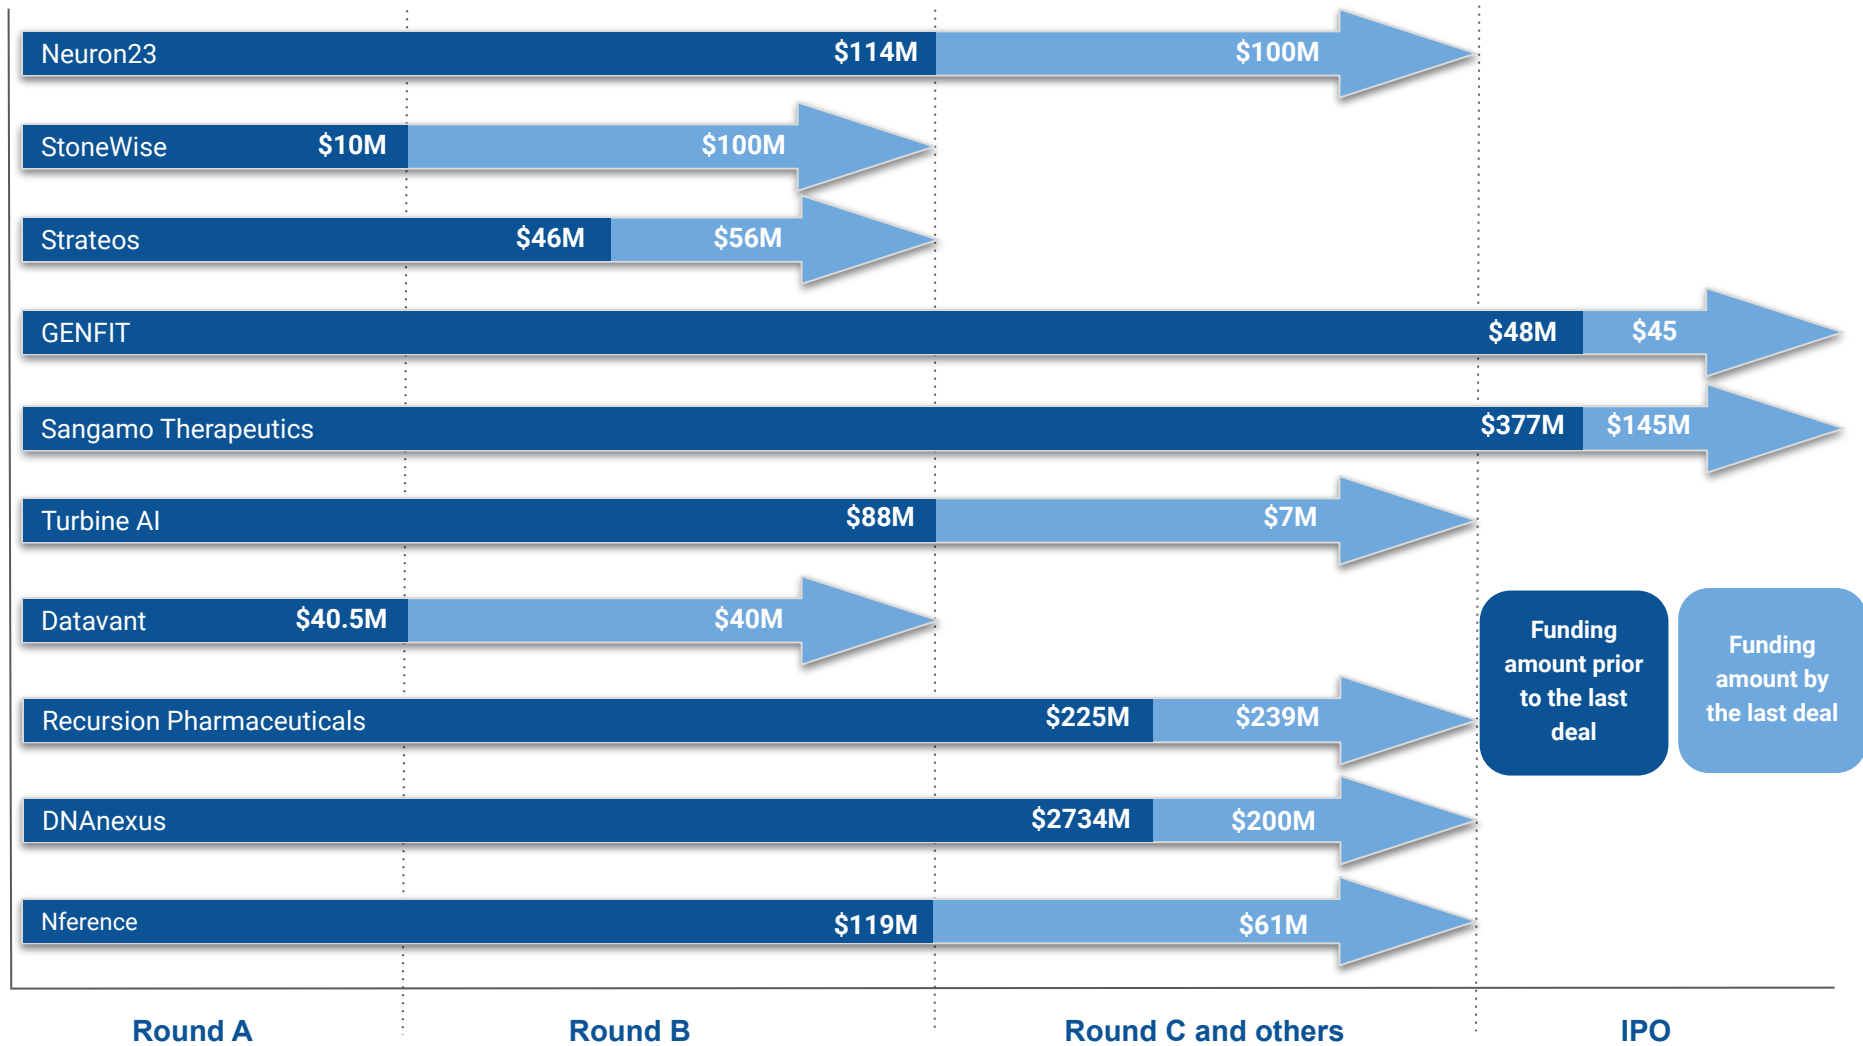 Neuron23 $114M $100M
StoneWise $10M $100M
Strateos $46M $56M
GENFIT $48M $45
Sangamo Therapeutics $377M $145M
Turbine AI $88M $7M
Datavant $40.5M $40M
Funding
amount prior
to the last
deal
Funding
amount by
the last deal
Recursion Pharmaceuticals $225M $239M
DNAnexus $2734M $200M
Nference $119M $61M
Round A Round B Round C and others IPO